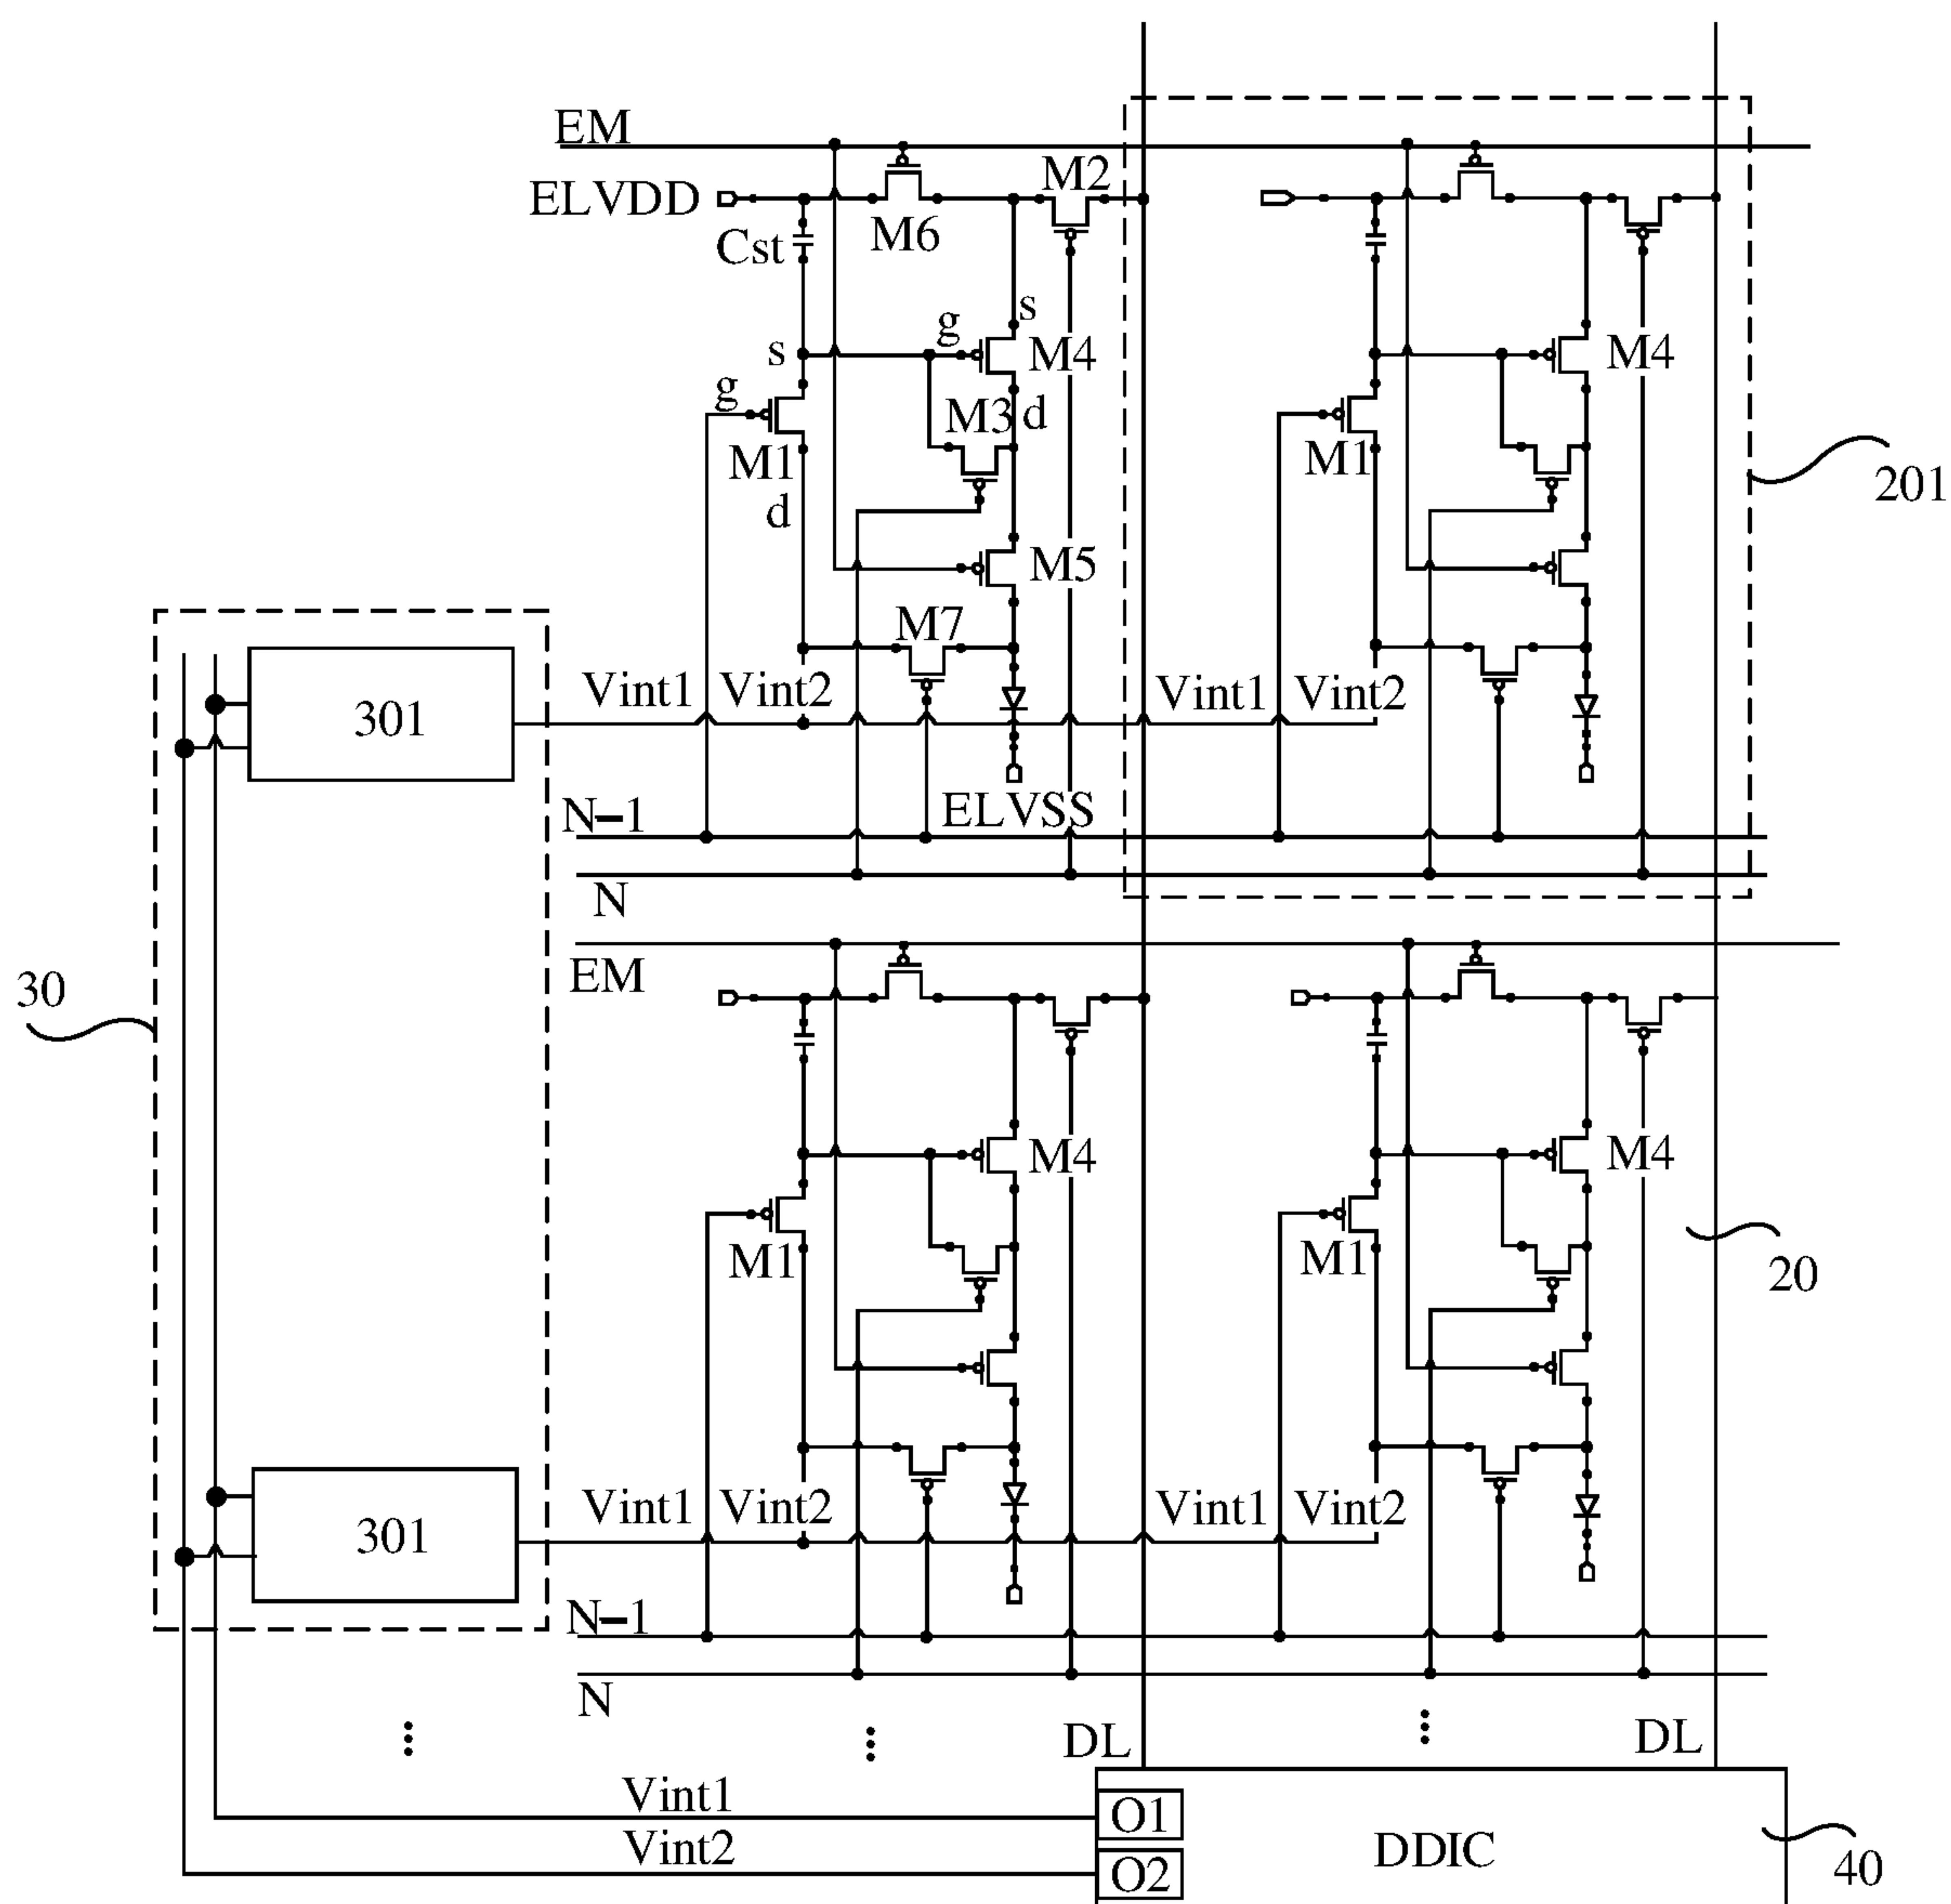 EM
ELVDD
M2
M6
Cst
s
g
s
M4
M4
g
M3
d
M1
M1
201
d
M5
M7
Vint1
Vint2
Vint1
Vint2
301
N-1
ELVSS
N
EM
30
M4
M4
M1
M1
20
Vint1
Vint2
Vint1
Vint2
301
N-1
N
DL
DL
Vint1
O1
Vint2
DDIC
O2
40